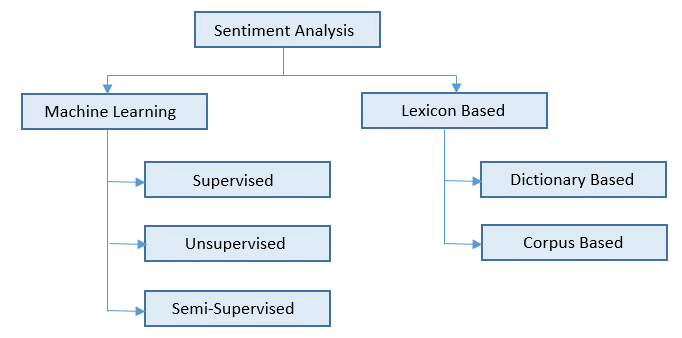 Sentiment Analysis
Machine Learning
Lexicon Based
Supervised
Dictionary Based
Unsupervised
Corpus Based
Semi-Supervised